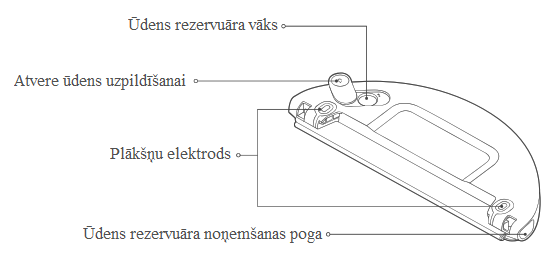 Ūdens rezervuāra vāks
Atvere ūdens uzpildīšanai
Plākšņu elektrods
Ūdens rezervuāra noņemšanas poga